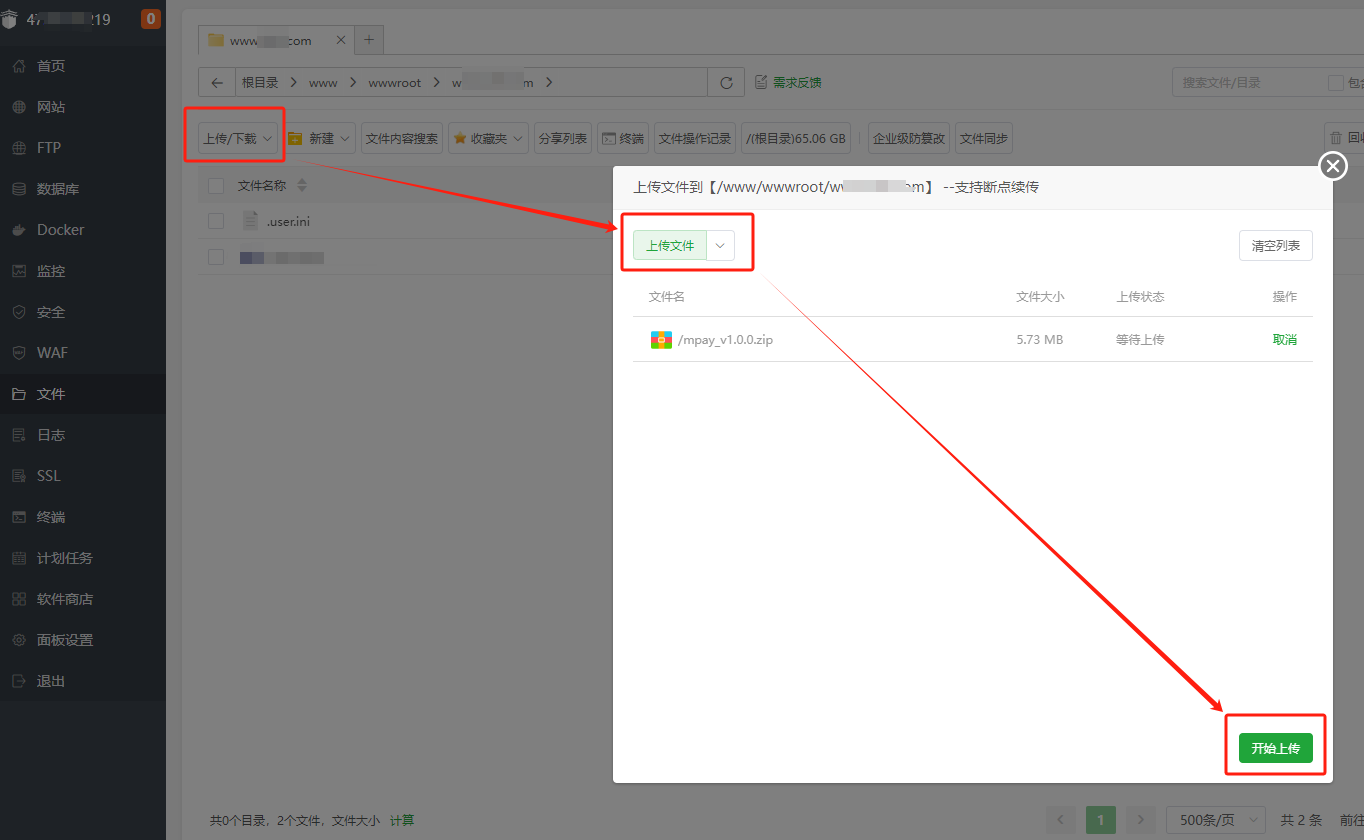 47 219 0
首页
网站
FTP
数据库
Docker
监控
安全
WAF
文件
日志
SSL
终端
计划任务
软件商店
面板设置
退出
www com
根目录 www wwwroot w m 需求反馈 搜索文件/目录 包含
上传/下载 新建 文件内容搜索 收藏夹 分享列表 终端 文件操作记录 /(根目录)65.06 GB 企业级防篡改 文件同步 回收
文件名称
.user.ini
上传文件到【/www/wwwroot/w om】 --支持断点续传
上传文件 清空列表
文件名 文件大小 上传状态 操作
/mpay_v1.0.0.zip 5.73 MB 等待上传 取消
开始上传
共0个目录，2个文件，文件大小 计算 1 500条/页 共 2 条 前往